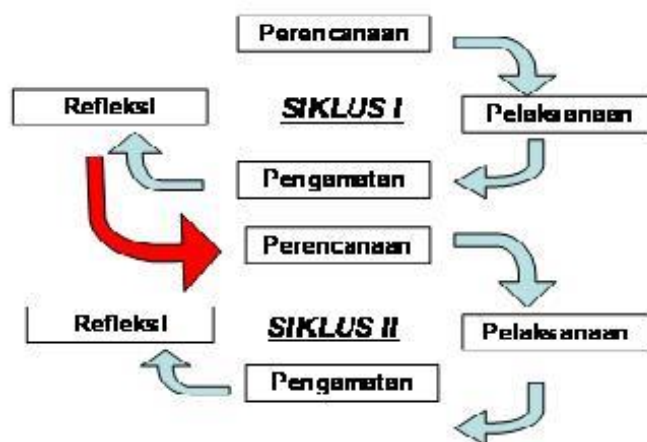 Perencanaan
Refleksi
SIKLUS I
Pelaksanaan
Pengamatan
Perencanaan
Refleksi
SIKLUS II
Pelaksanaan
Pengamatan